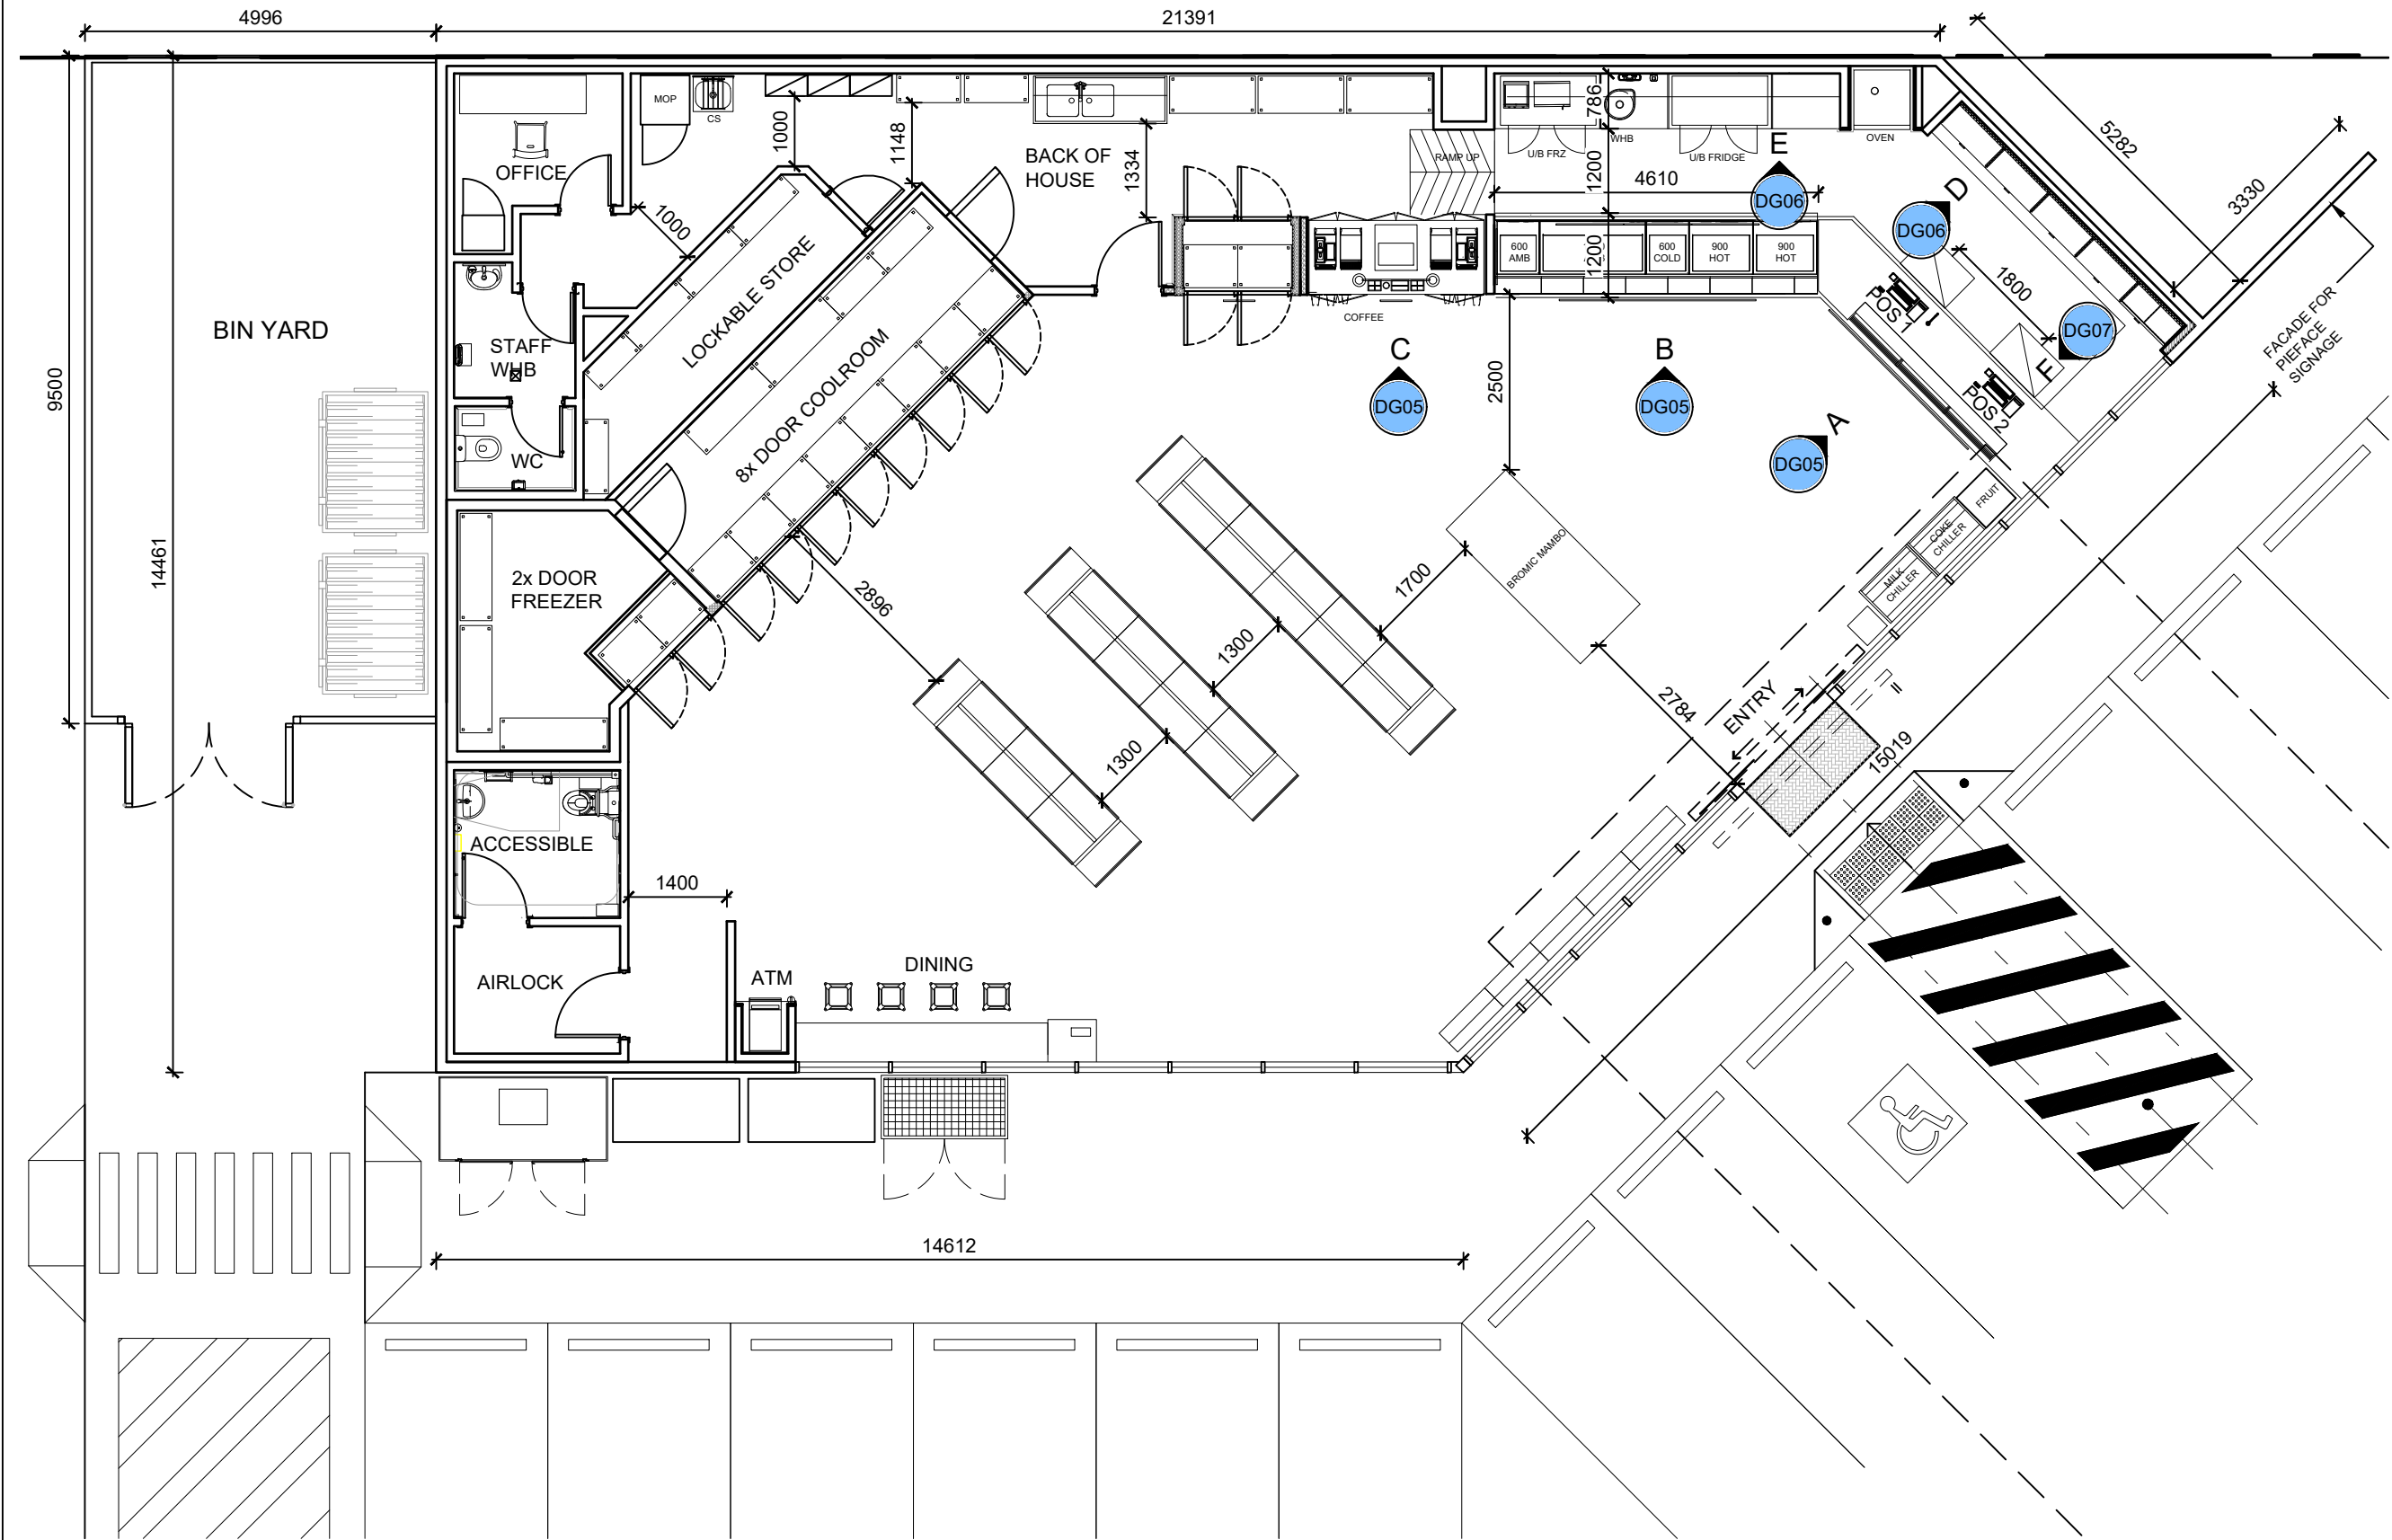 4996
21391
9500
14461
BIN YARD
OFFICE
MOP
CS
1000
1148
1334
BACK OF
HOUSE
RAMP UP
U/B FRZ
WHB
U/B FRIDGE
OVEN
786
1200
1200
4610
E
DG06
D
DG06
5282
3330
1800
DG07
F
FACADE FOR
PIEFACE
SIGNAGE
600
AMB
600
COLD
900
HOT
900
HOT
POS 1
POS 2
COFFEE
1000
LOCKABLE STORE
8x DOOR COOLROOM
STAFF
WHB
WC
C
DG05
B
DG05
A
DG05
2500
2x DOOR
FREEZER
2896
1300
1300
1700
BROMIC MAMBO
FRUIT
COKE
CHILLER
MILK
CHILLER
2784
ENTRY
15019
ACCESSIBLE
1400
AIRLOCK
ATM
DINING
14612